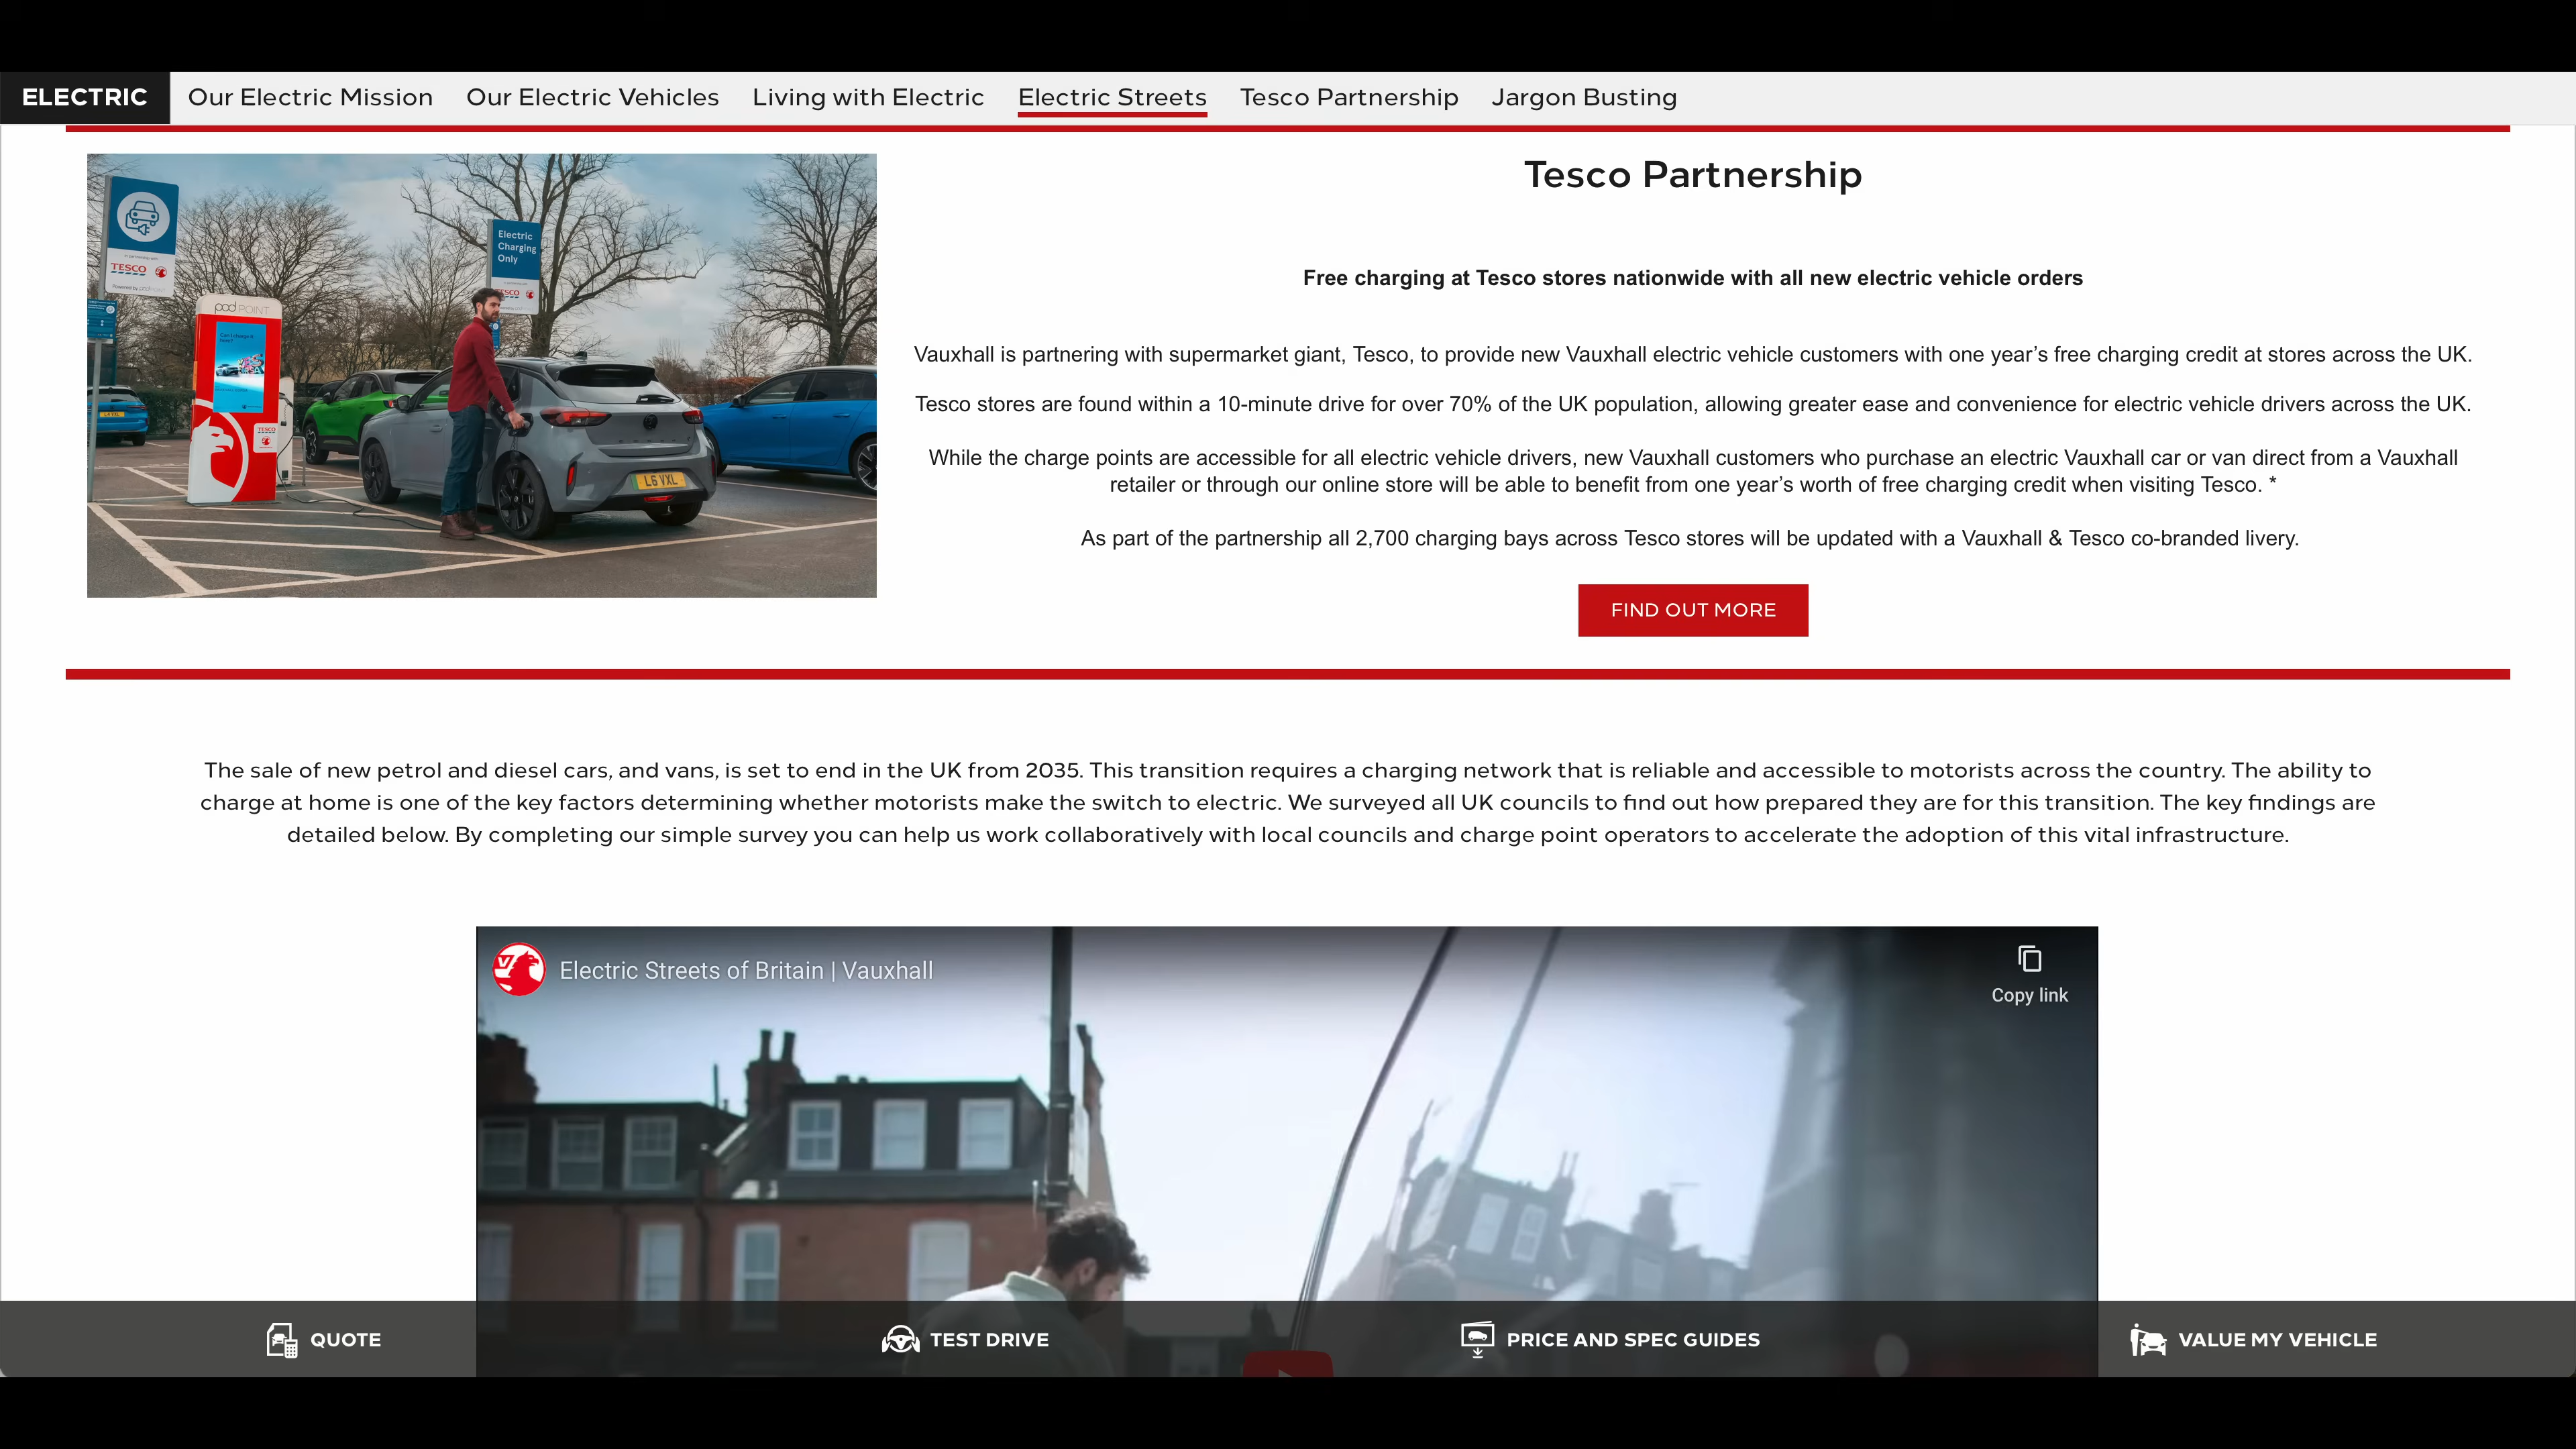 ELECTRIC
Our Electric Mission
Our Electric Vehicles
Living with Electric
Electric Streets
Tesco Partnership
Jargon Busting
TESCO
pod POINT
Electric
Charging
Only
TESCO
L6 VXL
Tesco Partnership
Free charging at Tesco stores nationwide with all new electric vehicle orders
Vauxhall is partnering with supermarket giant, Tesco, to provide new Vauxhall electric vehicle customers with one year’s free charging credit at stores across the UK.
Tesco stores are found within a 10-minute drive for over 70% of the UK population, allowing greater ease and convenience for electric vehicle drivers across the UK.
While the charge points are accessible for all electric vehicle drivers, new Vauxhall customers who purchase an electric Vauxhall car or van direct from a Vauxhall
retailer or through our online store will be able to benefit from one year’s worth of free charging credit when visiting Tesco. *
As part of the partnership all 2,700 charging bays across Tesco stores will be updated with a Vauxhall & Tesco co-branded livery.
FIND OUT MORE
The sale of new petrol and diesel cars, and vans, is set to end in the UK from 2035. This transition requires a charging network that is reliable and accessible to motorists across the country. The ability to
charge at home is one of the key factors determining whether motorists make the switch to electric. We surveyed all UK councils to find out how prepared they are for this transition. The key findings are
detailed below. By completing our simple survey you can help us work collaboratively with local councils and charge point operators to accelerate the adoption of this vital infrastructure.
Electric Streets of Britain | Vauxhall
Copy link
QUOTE
TEST DRIVE
PRICE AND SPEC GUIDES
VALUE MY VEHICLE